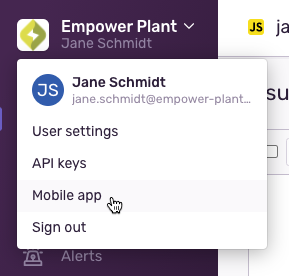 Empower Plant
Jane Schmidt
JS
ja
JS
Jane Schmidt
jane.schmidt@empower-plant...
su
User settings
API keys
Mobile app
Sign out
Alerts